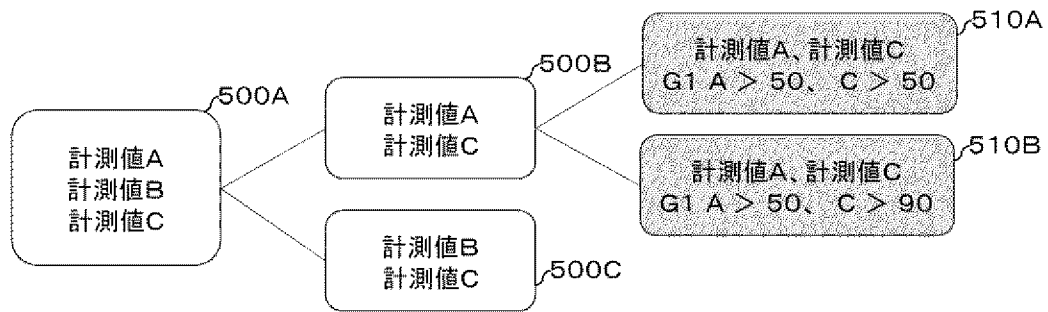 500A
計測値A
計測値B
計測値C
500B
計測値A
計測値C
500C
計測値B
計測値C
510A
計測値A、計測値C
G1 A > 50、 C > 50
510B
計測値A、計測値C
G1 A > 50、 C > 90